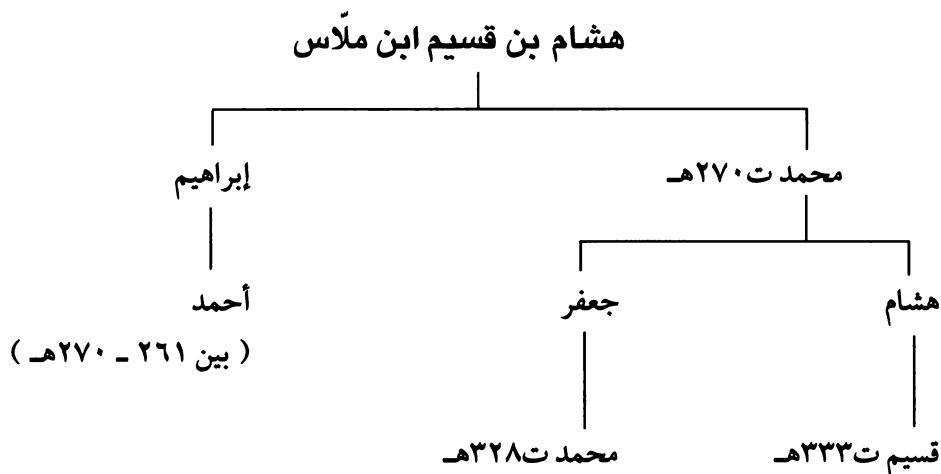 هشام بن قسيم ابن ملّاس
محمد ت٢٧٠هـ
إبراهيم
هشام
جعفر
أحمد
( بين ٢٦١ ـ ٢٧٠هـ )
قسيم ت٣٣٣هـ
محمد ت٣٢٨هـ